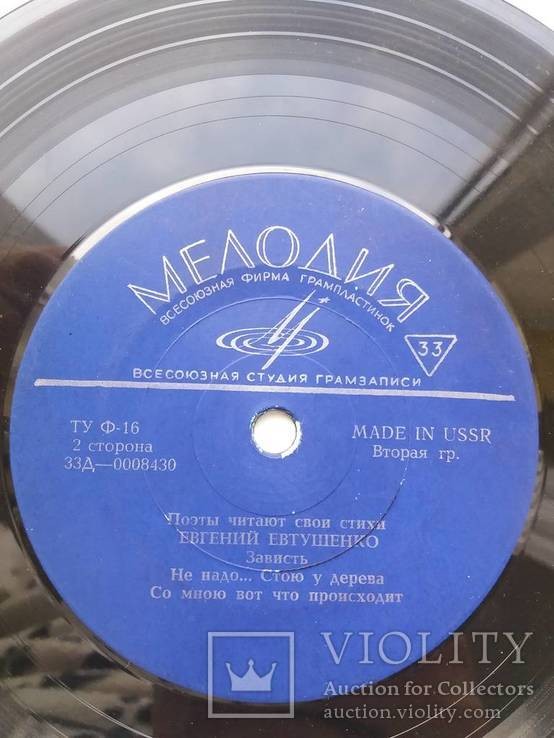 МЕЛОДИЯ
ВСЕСОЮЗНАЯ ФИРМА ГРАМПЛАСТИНОК
33
ВСЕСОЮЗНАЯ СТУДИЯ ГРАМЗАПИСИ
ТУ Ф-16
2 сторона
33Д—0008430
MADE IN USSR
Вторая гр.
Поэты читают свои стихи
ЕВГЕНИЙ ЕВТУШЕНКО
Зависть
Не надо... Стою у дерева
Со мною вот что происходит
VIOLITY
Auction for Collectors
auction.violity.com